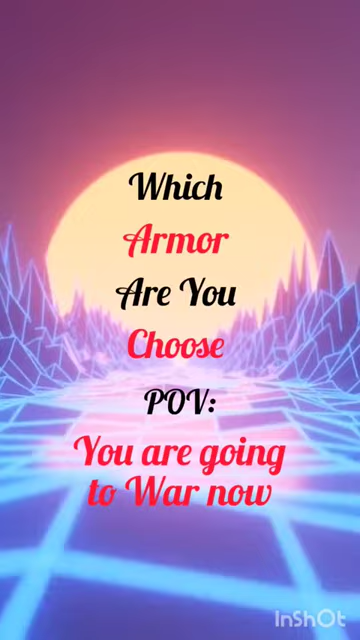 Which
Armor
Are You
Choose
POV:
You are going
to War now
InShOt